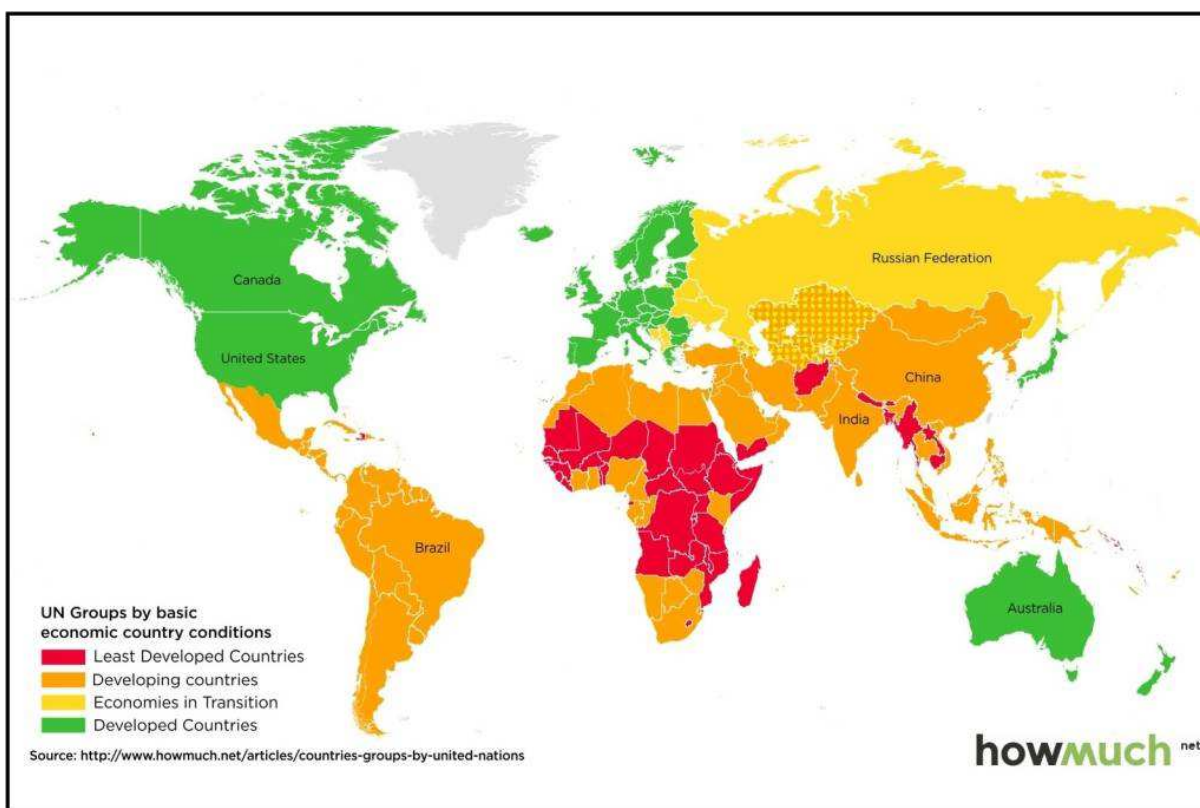 Canada
Russian Federation
United States
China
India
Brazil
Australia
UN Groups by basic
economic country conditions
Least Developed Countries
Developing countries
Economies in Transition
Developed Countries
Source: http://www.howmuch.net/articles/countries-groups-by-united-nations
howmuch net